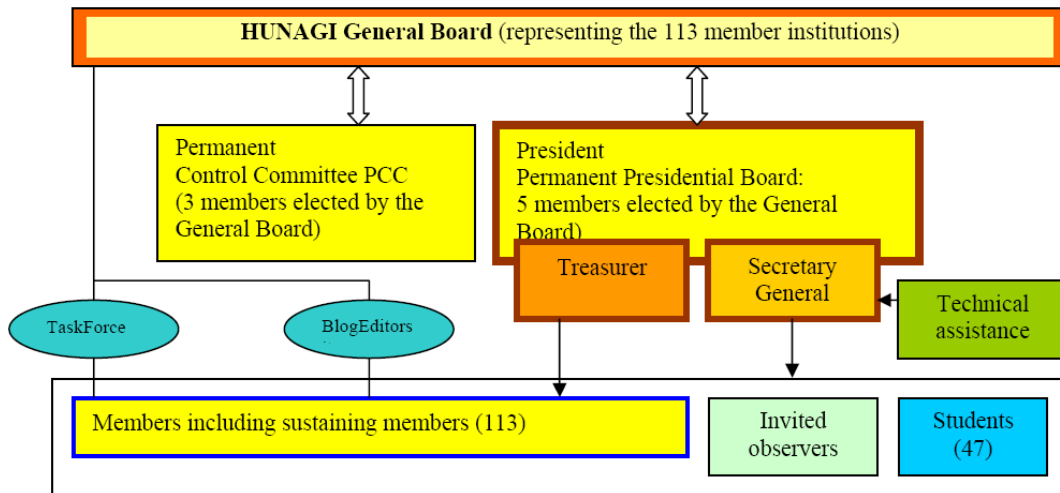 HUNAGI General Board (representing the 113 member institutions)
Permanent
Control Committee PCC
(3 members elected by the
General Board)
President
Permanent Presidential Board:
5 members elected by the General
Board)
Treasurer
Secretary
General
Technical
assistance
TaskForce
BlogEditors
Members including sustaining members (113)
Invited
observers
Students
(47)